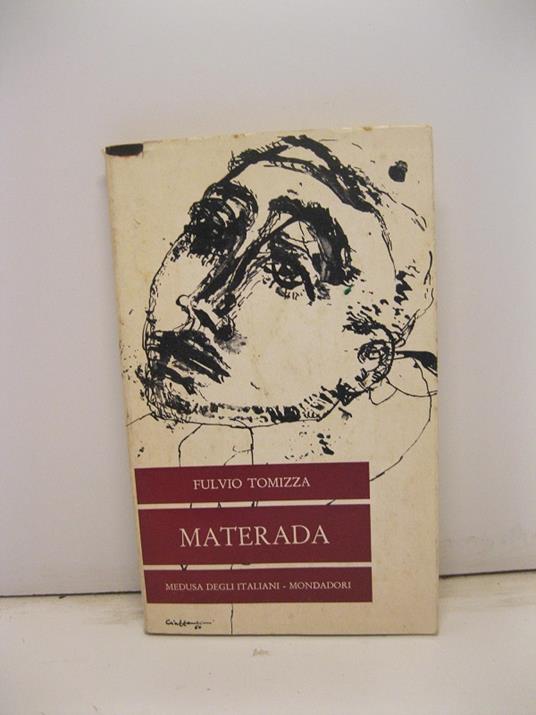 FULVIO TOMIZZA
MATERADA
MEDUSA DEGLI ITALIANI - MONDADORI